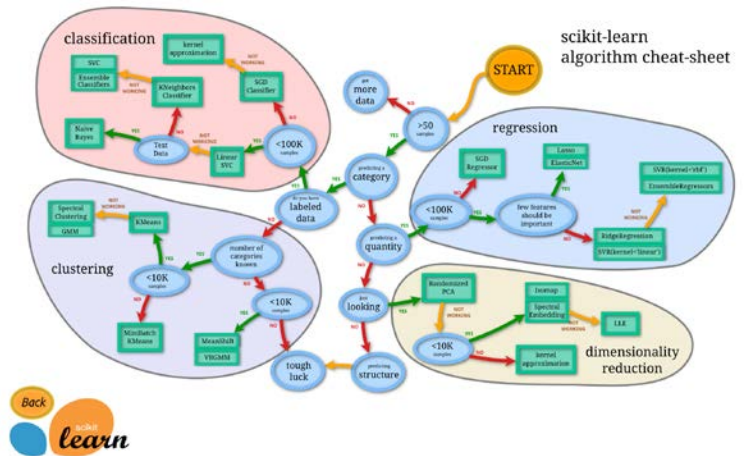 classification
scikit-learn
algorithm cheat-sheet
kernel
approximation
NOT
WORKING
START
SVC
Ensemble
Classifiers
NOT
WORKING
KNeighbors
Classifier
SGD
Classifier
NO
get
more
data
NO
>50
samples
regression
Naive
Bayes
YES
NO
Text
Data
NOT
WORKING
Linear
SVC
YES
<100K
samples
YES
predicting a
category
YES
do you have
labeled
data
YES
NO
SGD
Regressor
Lasso
ElasticNet
SVR(kernel='rbf')
EnsembleRegressors
NO
YES
NOT
WORKING
<100K
samples
YES
few features
should be
important
NO
RidgeRegression
SVR(kernel='linear')
predicting a
quantity
YES
NO
Spectral
Clustering
GMM
NOT
WORKING
KMeans
YES
number of
categories
known
NO
YES
clustering
<10K
samples
NO
NO
<10K
samples
YES
NO
MiniBatch
KMeans
MeanShift
VBGMM
just
looking
YES
NO
Randomized
PCA
NOT
WORKING
Isomap
Spectral
Embedding
NOT
WORKING
LLE
YES
<10K
samples
NO
kernel
approximation
dimensionality
reduction
tough
luck
predicting
structure
Back
scikit
learn